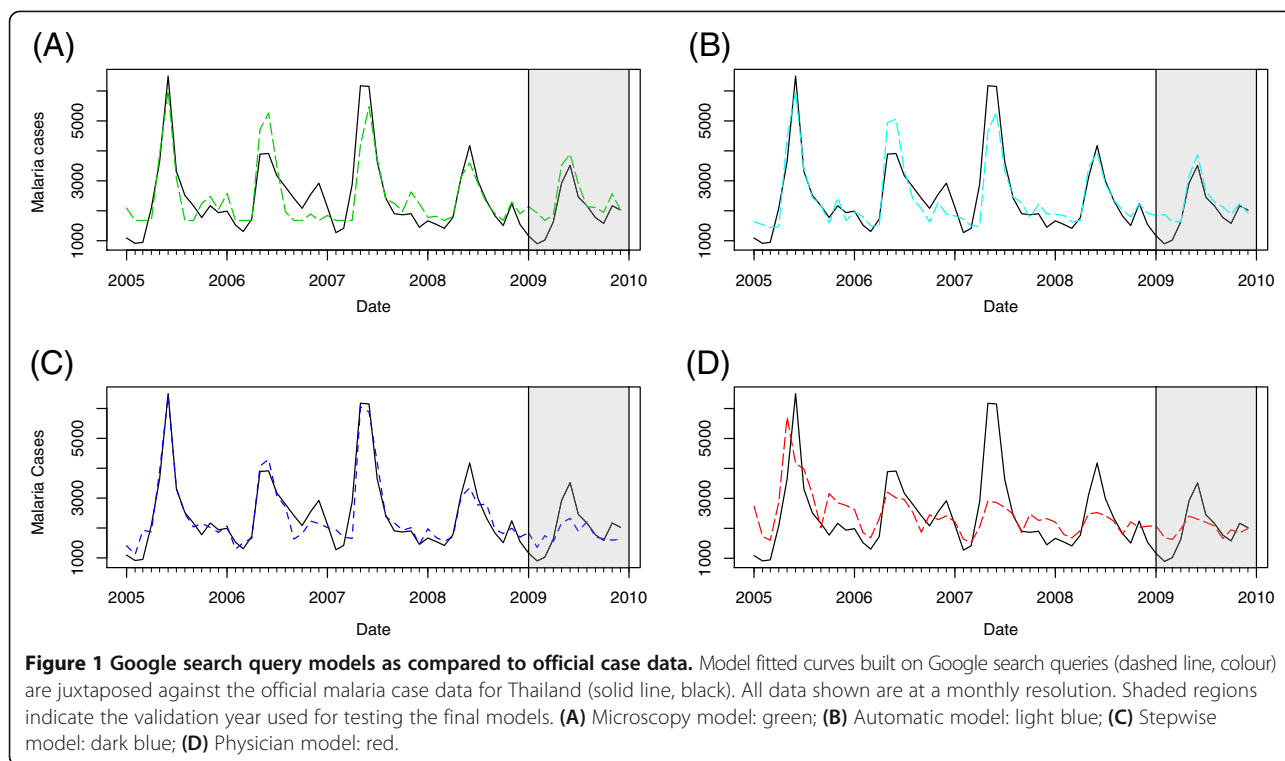 (A)
Malaria cases
5000
3000
1000
2005 2006 2007 2008 2009 2010
Date
(B)
5000
3000
1000
2005 2006 2007 2008 2009 2010
Date
(C)
Malaria Cases
5000
3000
1000
2005 2006 2007 2008 2009 2010
Date
(D)
5000
3000
1000
2005 2006 2007 2008 2009 2010
Date
Figure 1 Google search query models as compared to official case data. Model fitted curves built on Google search queries (dashed line, colour)
are juxtaposed against the official malaria case data for Thailand (solid line, black). All data shown are at a monthly resolution. Shaded regions
indicate the validation year used for testing the final models. (A) Microscopy model: green; (B) Automatic model: light blue; (C) Stepwise
model: dark blue; (D) Physician model: red.